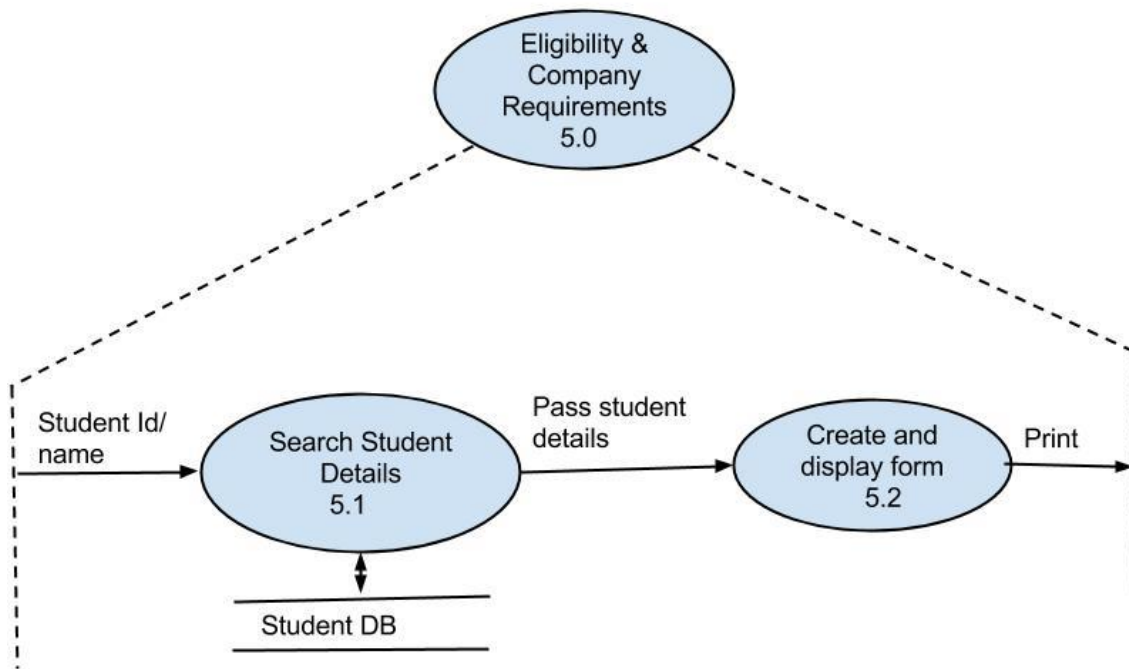 Eligibility &
Company
Requirements
5.0
Student Id/
name
Search Student
Details
5.1
Pass student
details
Create and
display form
5.2
Print
Student DB